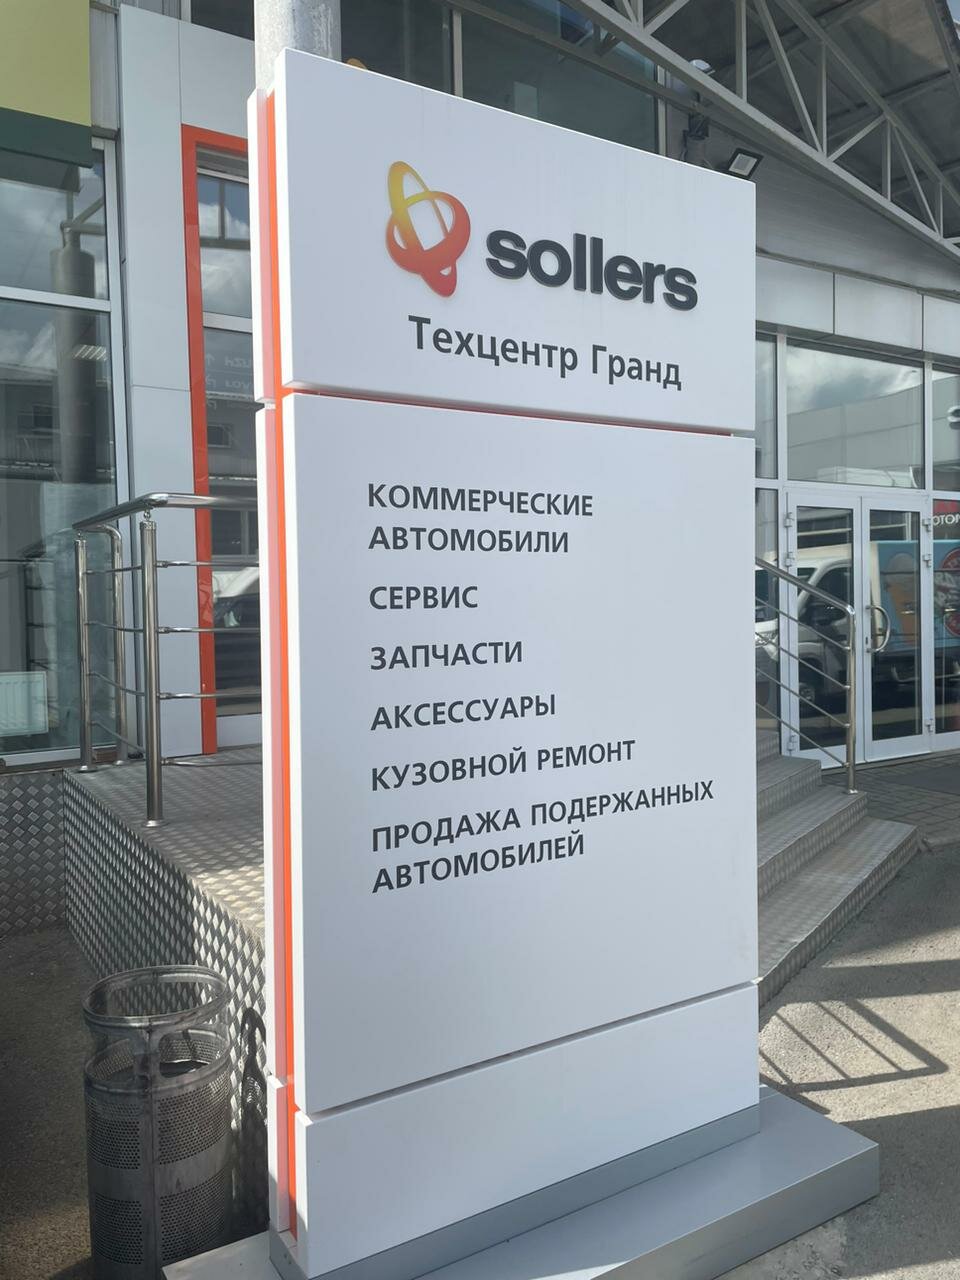 sollers
Техцентр Гранд
КОММЕРЧЕСКИЕ
АВТОМОБИЛИ
СЕРВИС
ЗАПЧАСТИ
АКСЕССУАРЫ
КУЗОВНОЙ РЕМОНТ
ПРОДАЖА ПОДЕРЖАННЫХ
АВТОМОБИЛЕЙ